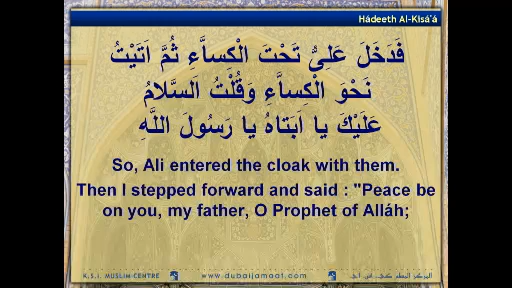 Hádeeth Al-Kisá'á
فَدَخَلَ عَلِىُّ تَحْتَ الْكِسآَءِ ثُمَّ اَتَيْتُ
نَحْوَ الْكِسآَءِ وَقُلْتُ اَلسَّلامُ
عَلَيْكَ يا اَبَتاهُ يا رَسُولَ اللَّهِ
So, Ali entered the cloak with them.
Then I stepped forward and said : "Peace be
on you, my father, O Prophet of Alláh;
K.S.I. MUSLIM CENTRE
www.dubaijamaat.com